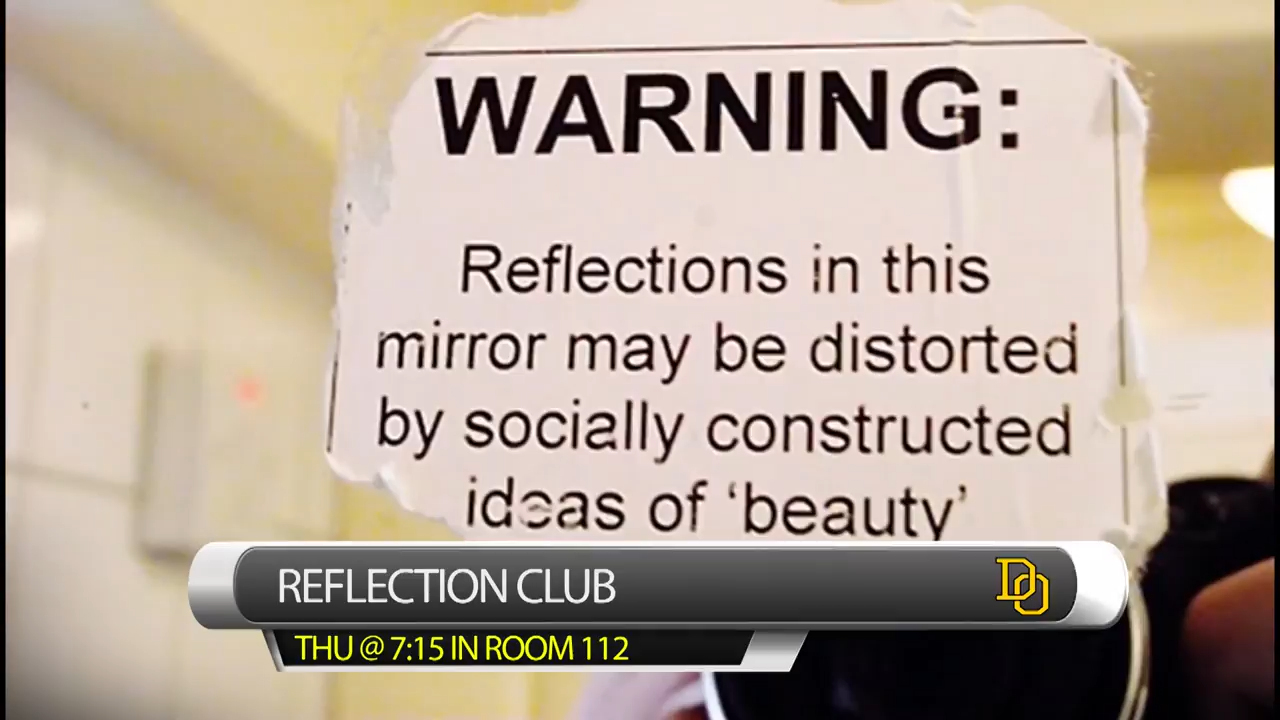 WARNING:
Reflections in this
mirror may be distorted
by socially constructed
ideas of ‘beauty’
REFLECTION CLUB
DO
THU @ 7:15 IN ROOM 112